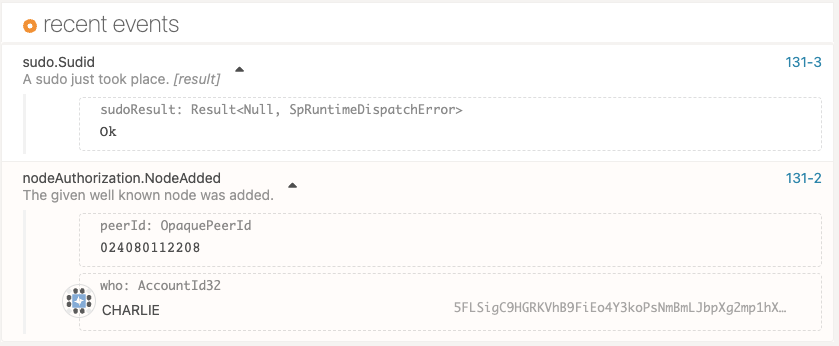 recent events
sudo.Sudid
131-3
A sudo just took place. [result]
sudoResult: Result<Null, SpRuntimeDispatchError>
Ok
nodeAuthorization.NodeAdded
131-2
The given well known node was added.
peerId: OpaquePeerId
024080112208
who: AccountId32
CHARLIE
5FLSigC9HGRKVhB9FiEo4Y3koPsNmBmLJbpXg2mp1hX…